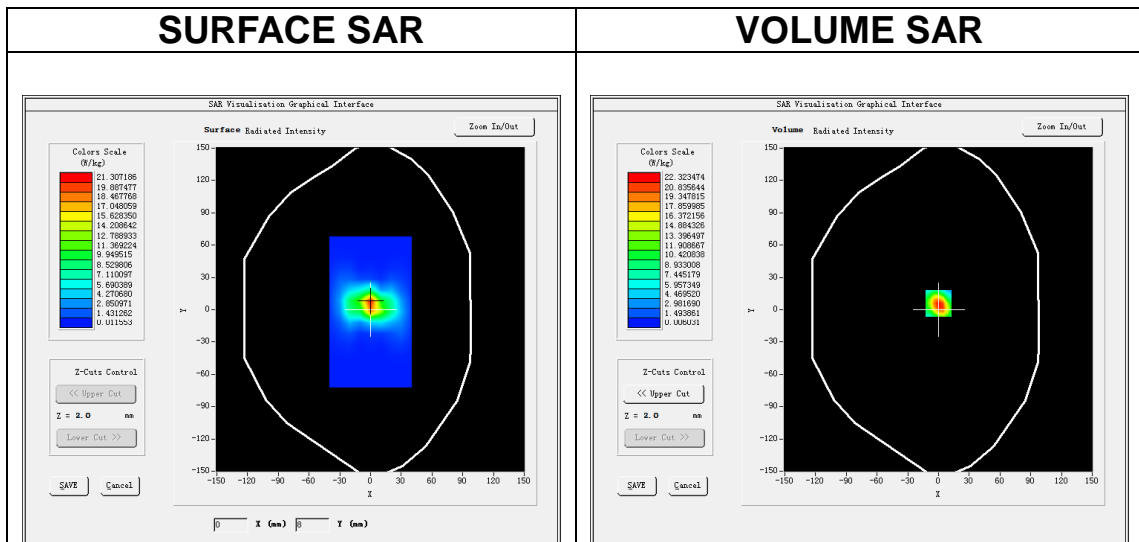 SURFACE SAR
VOLUME SAR
SAR Visualisation Graphical Interface
Surface Radiated Intensity
Zoom In/Out
Colors Scale
(W/kg)
21.307186
19.887477
18.467768
17.048059
15.628350
14.208642
12.788933
11.369224
9.949515
8.529806
7.110097
5.690389
4.270680
2.850971
1.431262
0.011553
150
90
60
30
0
-30
-60
-90
-120
-150
Y
-150 -120 -90 -60 -30 0 30 60 90 120 150
X
Z-Cuts Control
<< Upper Cut
Z = 2.0 mm
Lower Cut >>
SAVE Cancel
0 X (mm) 8 Y (mm)
SAR Visualisation Graphical Interface
Volume Radiated Intensity
Zoom In/Out
Colors Scale
(W/kg)
22.323474
20.835644
19.347815
17.859985
16.372156
14.884326
13.396497
11.908667
10.420838
8.933008
7.445179
5.957349
4.469520
2.981690
1.493861
0.006031
150
90
60
30
0
-30
-60
-90
-120
-150
Y
-150 -120 -90 -60 -30 0 30 60 90 120 150
X
Z-Cuts Control
<< Upper Cut
Z = 2.0 mm
Lower Cut >>
SAVE Cancel